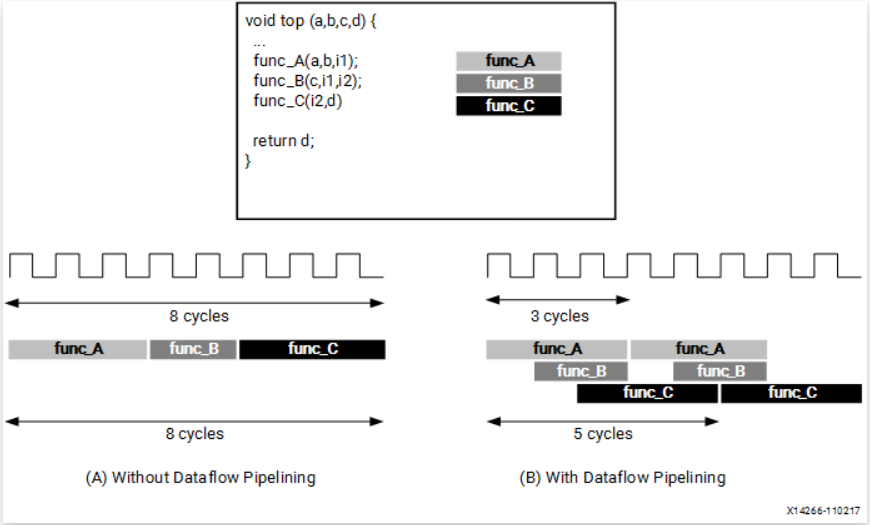 void top (a,b,c,d) {
...
func_A(a,b,i1);
func_B(c,i1,i2);
func_C(i2,d)
return d;
}
func_A
func_B
func_C
8 cycles
func_A func_B func_C
8 cycles
(A) Without Dataflow Pipelining
3 cycles
func_A func_A
func_B func_B
func_C func_C
5 cycles
(B) With Dataflow Pipelining
X14266-110217